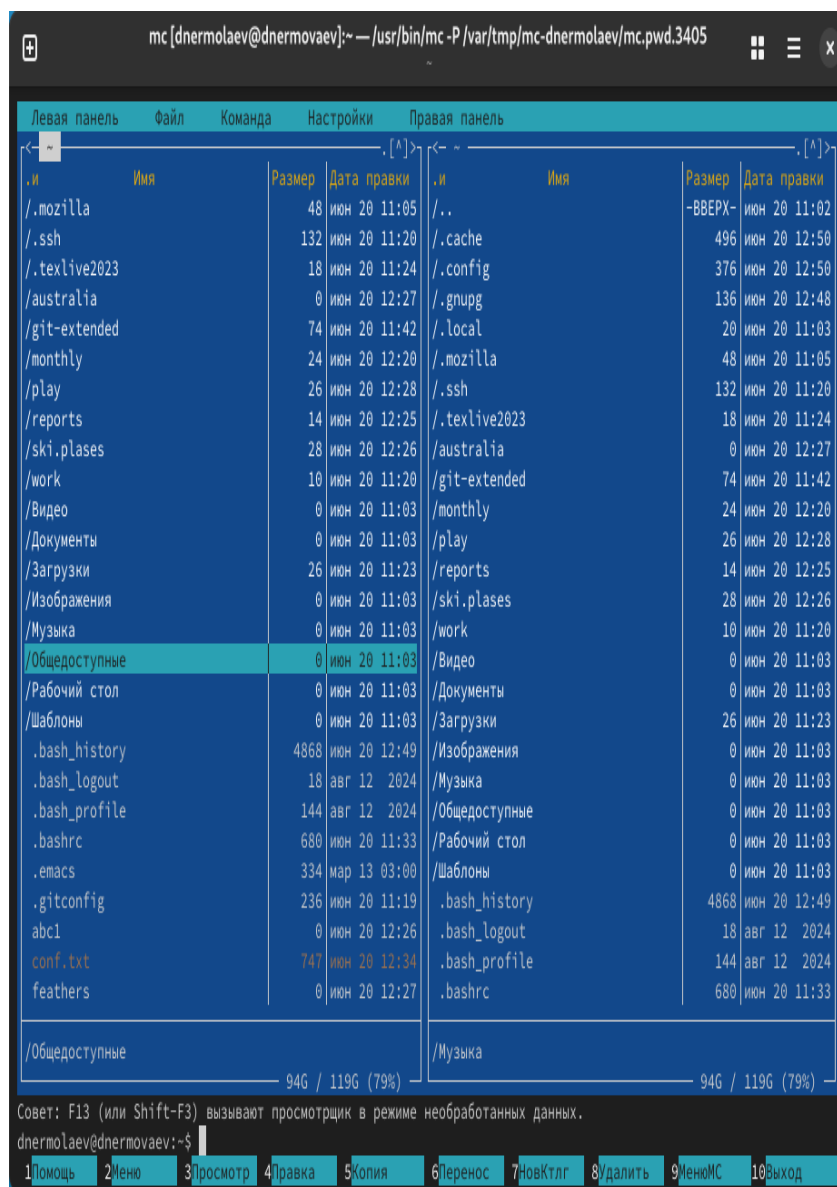 mc [dnermolaev@dnermovaev]:~ — /usr/bin/mc -P /var/tmp/mc-dnermolaev/mc.pwd.3405
~
Левая панель Файл Команда Настройки Правая панель
<- ~ .[^]> <- ~ .[^]>
.и Имя Размер Дата правки .и Имя Размер Дата правки
/.mozilla 48 июн 20 11:05 /.. -ВВЕРХ- июн 20 11:02
/.ssh 132 июн 20 11:20 /.cache 496 июн 20 12:50
/.texlive2023 18 июн 20 11:24 /.config 376 июн 20 12:50
/australia 0 июн 20 12:27 /.gnupg 136 июн 20 12:48
/git-extended 74 июн 20 11:42 /.local 20 июн 20 11:03
/monthly 24 июн 20 12:20 /.mozilla 48 июн 20 11:05
/play 26 июн 20 12:28 /.ssh 132 июн 20 11:20
/reports 14 июн 20 12:25 /.texlive2023 18 июн 20 11:24
/ski.plases 28 июн 20 12:26 /australia 0 июн 20 12:27
/work 10 июн 20 11:20 /git-extended 74 июн 20 11:42
/Видео 0 июн 20 11:03 /monthly 24 июн 20 12:20
/Документы 0 июн 20 11:03 /play 26 июн 20 12:28
/Загрузки 26 июн 20 11:23 /reports 14 июн 20 12:25
/Изображения 0 июн 20 11:03 /ski.plases 28 июн 20 12:26
/Музыка 0 июн 20 11:03 /work 10 июн 20 11:20
/Общедоступные 0 июн 20 11:03 /Видео 0 июн 20 11:03
/Рабочий стол 0 июн 20 11:03 /Документы 0 июн 20 11:03
/Шаблоны 0 июн 20 11:03 /Загрузки 26 июн 20 11:23
.bash_history 4868 июн 20 12:49 /Изображения 0 июн 20 11:03
.bash_logout 18 авг 12 2024 /Музыка 0 июн 20 11:03
.bash_profile 144 авг 12 2024 /Общедоступные 0 июн 20 11:03
.bashrc 680 июн 20 11:33 /Рабочий стол 0 июн 20 11:03
.emacs 334 мар 13 03:00 /Шаблоны 0 июн 20 11:03
.gitconfig 236 июн 20 11:19 .bash_history 4868 июн 20 12:49
abc1 0 июн 20 12:26 .bash_logout 18 авг 12 2024
conf.txt 747 июн 20 12:34 .bash_profile 144 авг 12 2024
feathers 0 июн 20 12:27 .bashrc 680 июн 20 11:33
/Общедоступные /Музыка
94G / 119G (79%) 94G / 119G (79%)
Совет: F13 (или Shift-F3) вызывают просмотрщик в режиме необработанных данных.
dnermolaev@dnermovaev:~$
1Помощь 2Меню 3Просмотр 4Правка 5Копия 6Перенос 7НовКтлг 8Удалить 9МенюМС 10Выход